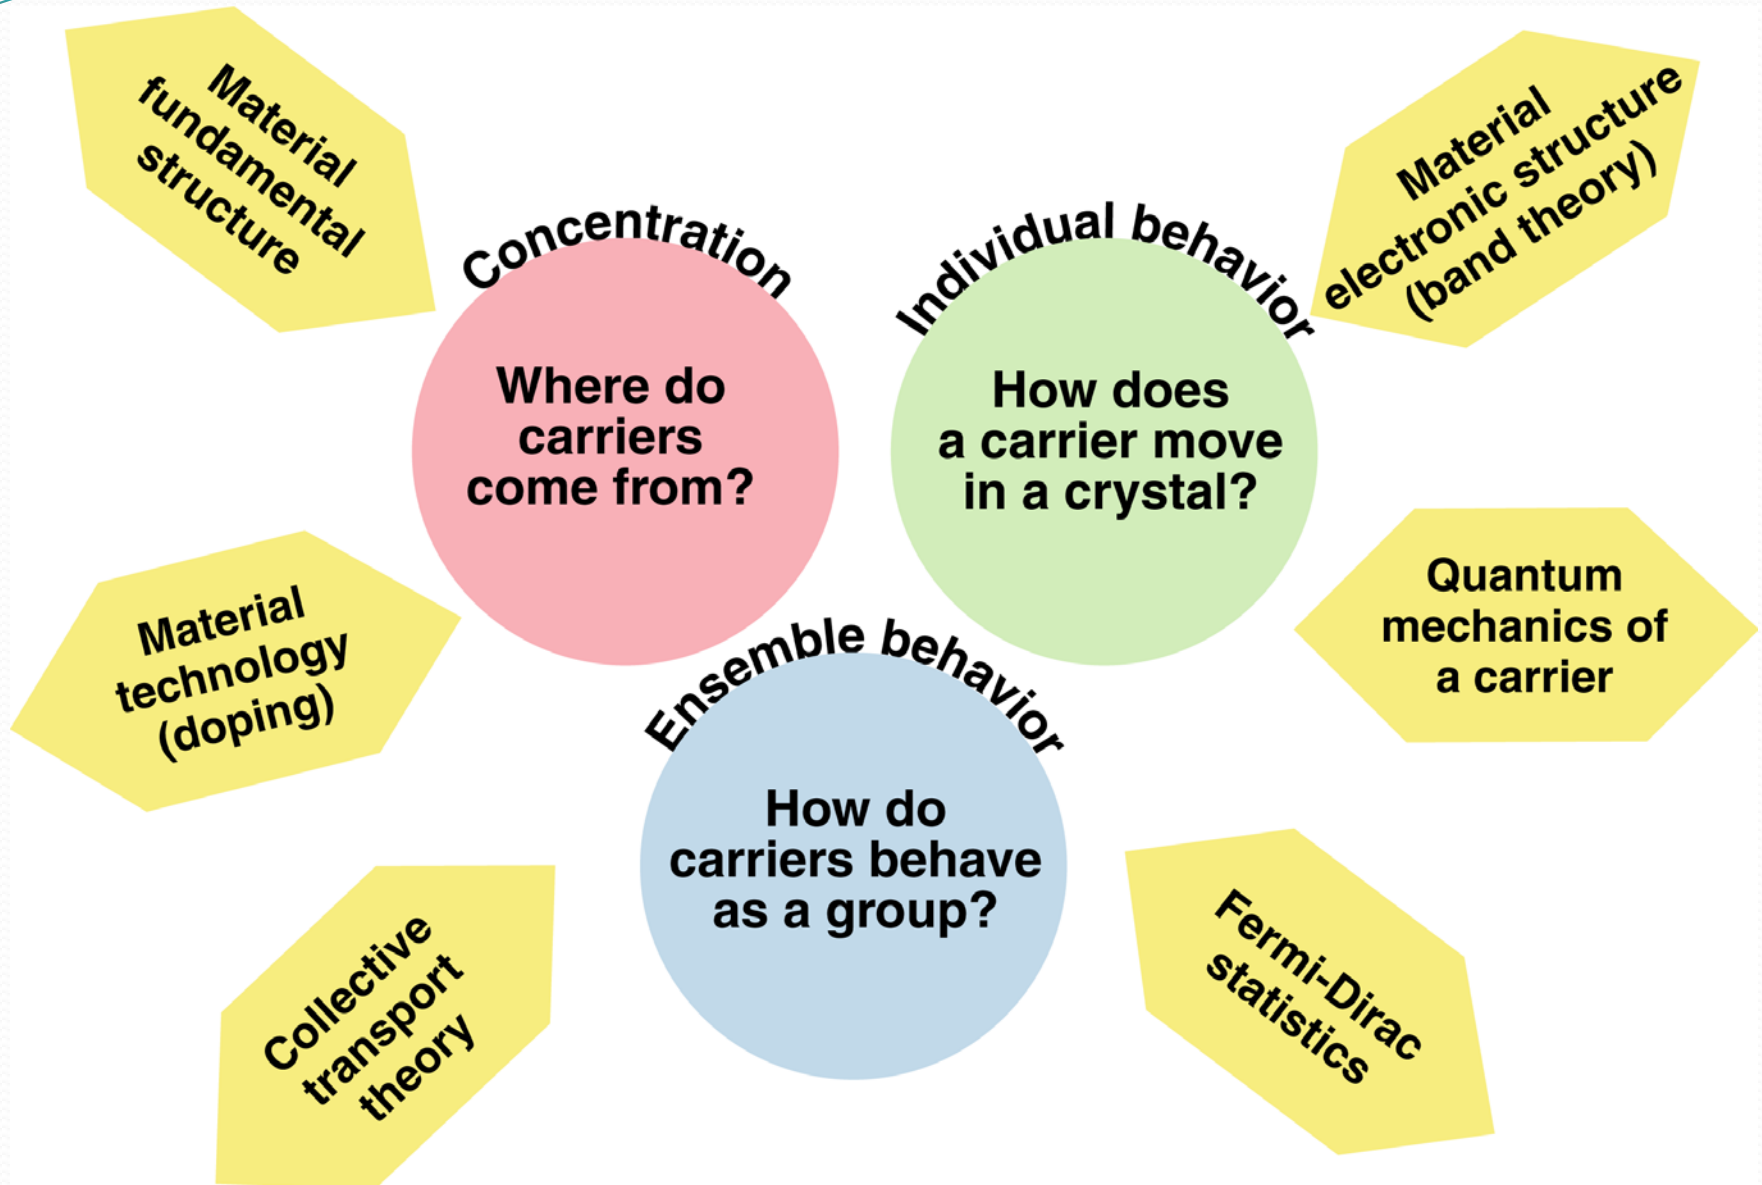 Material
fundamental
structure
Material
electronic structure
(band theory)
Concentration
Where do
carriers
come from?
Individual behavior
How does
a carrier move
in a crystal?
Material
technology
(doping)
Quantum
mechanics of
a carrier
Ensemble behavior
How do
carriers behave
as a group?
Collective
transport
theory
Fermi-Dirac
statistics